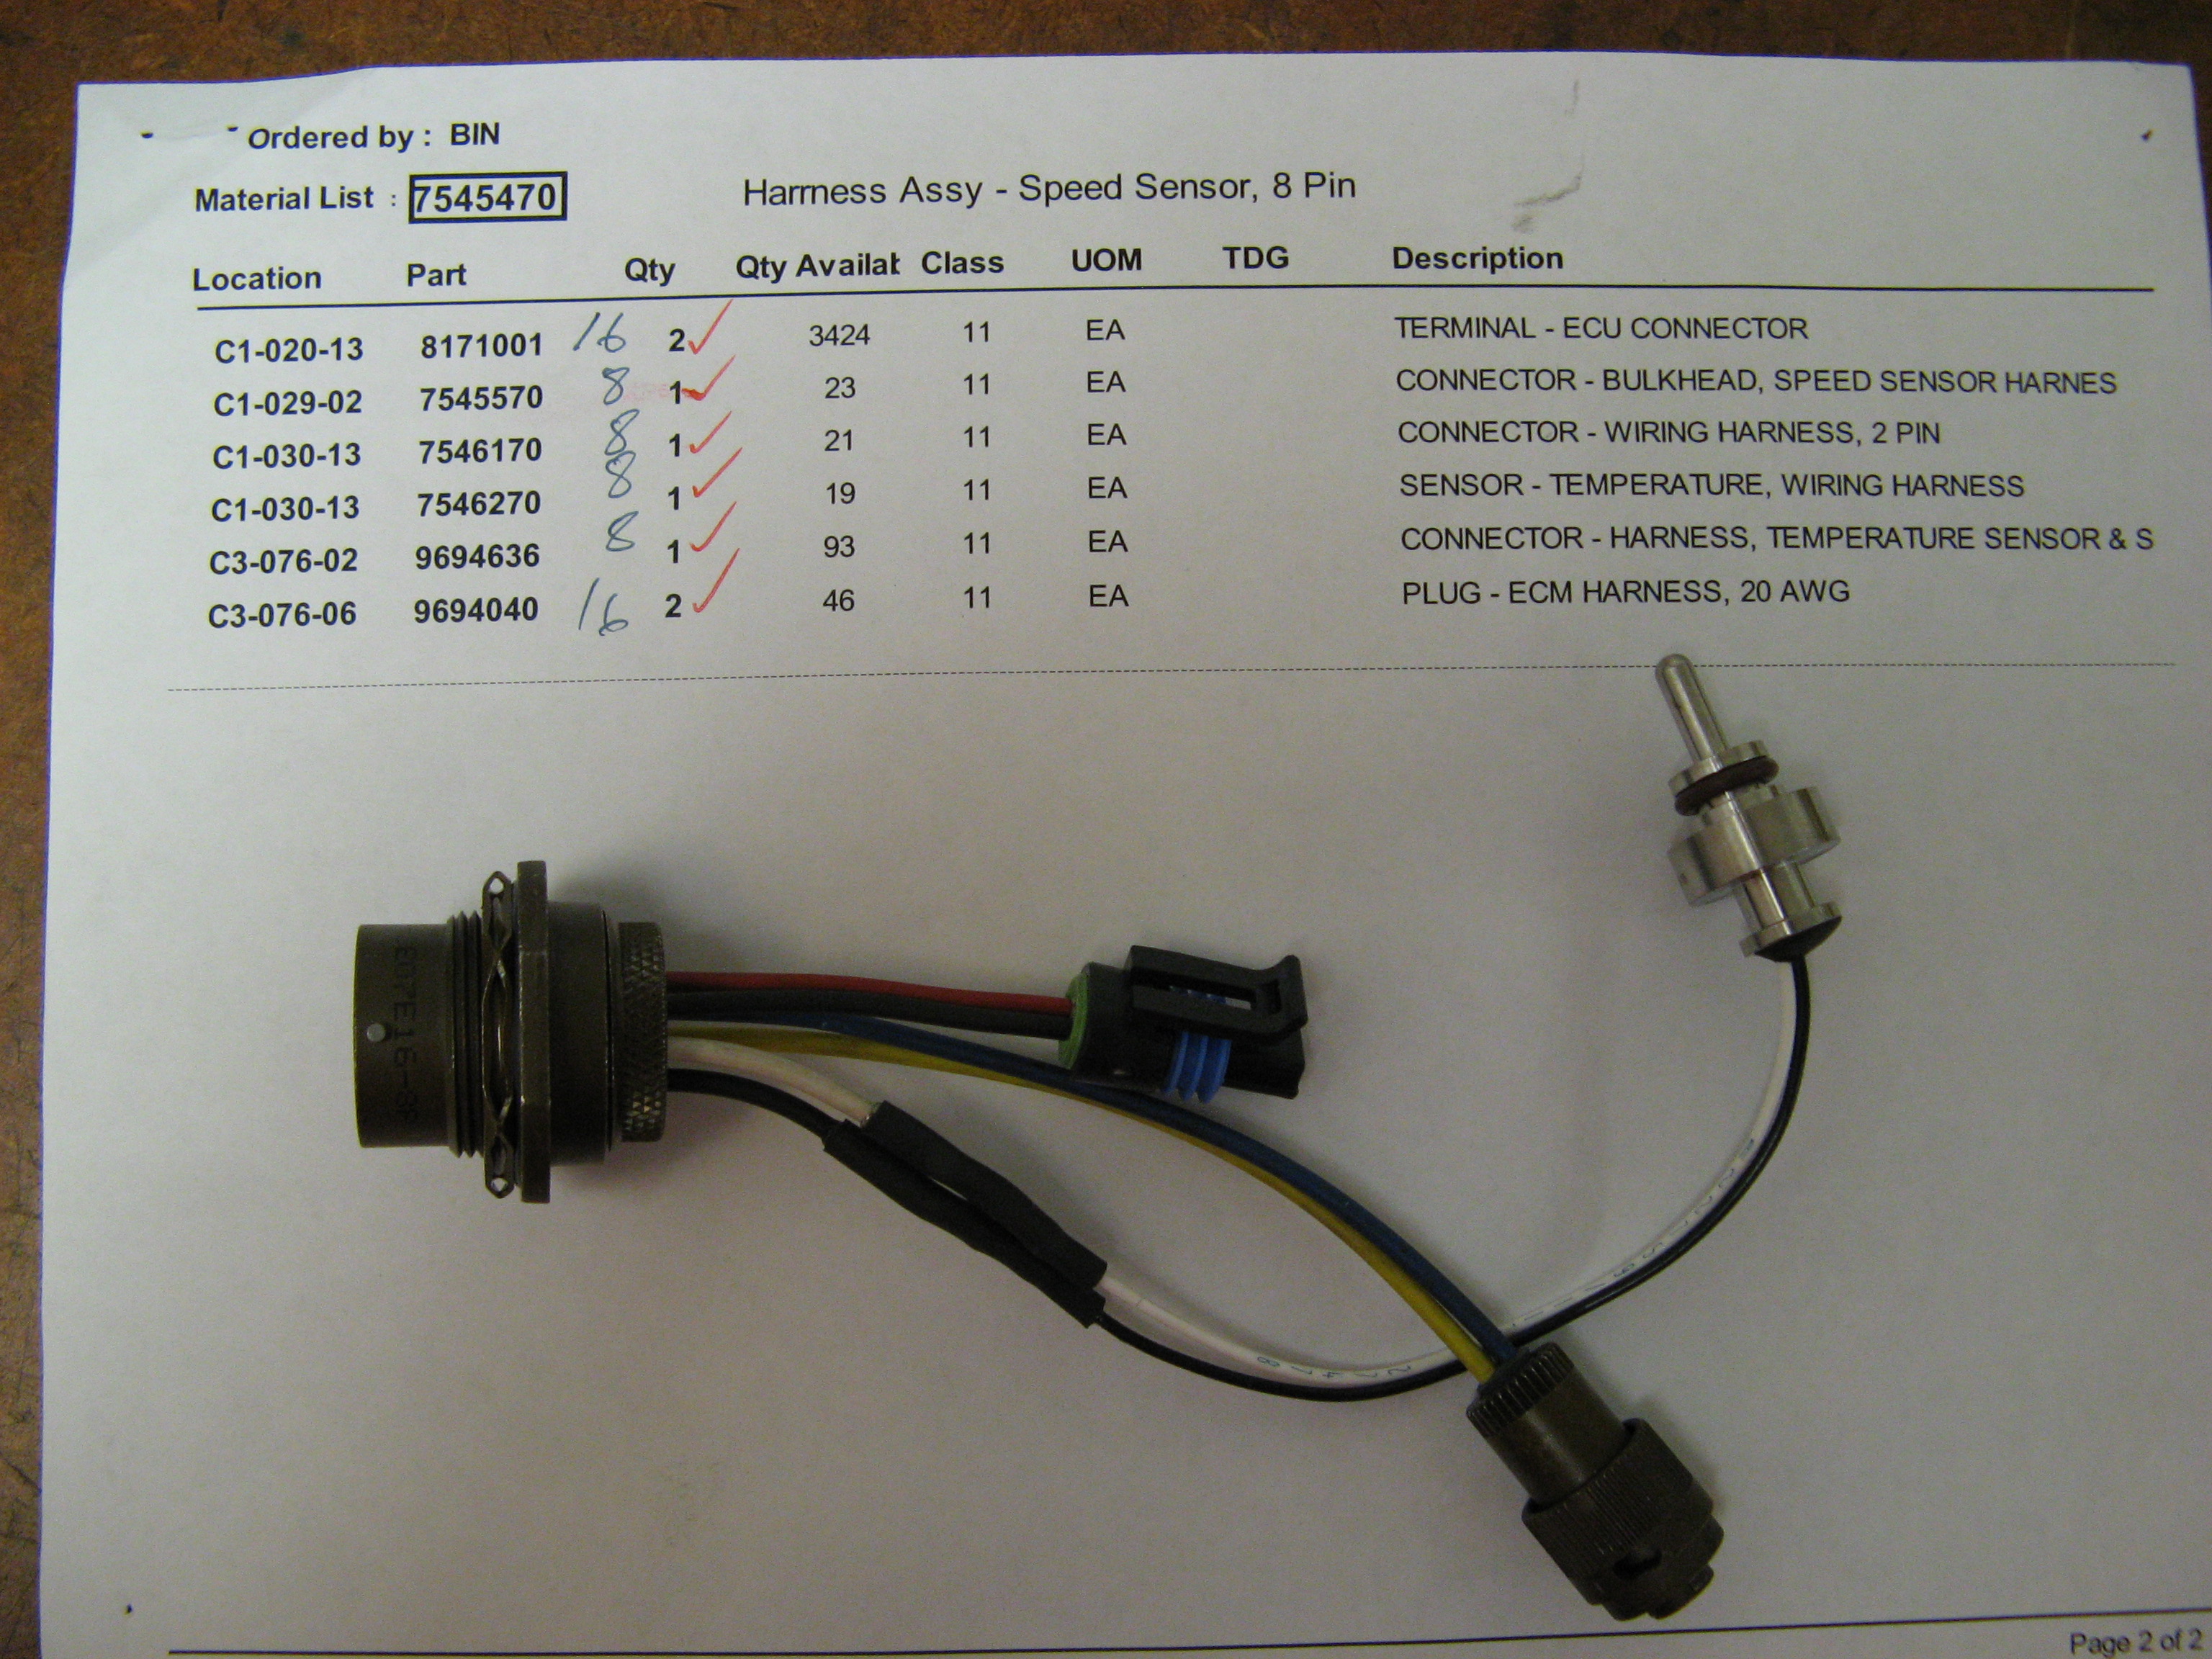 Ordered by : BIN
Material List : 7545470 Harrness Assy - Speed Sensor, 8 Pin
Location Part Qty Qty Availat Class UOM TDG Description
C1-020-13 8171001 16 2 3424 11 EA TERMINAL - ECU CONNECTOR
C1-029-02 7545570 8 1 23 11 EA CONNECTOR - BULKHEAD, SPEED SENSOR HARNES
C1-030-13 7546170 8 1 21 11 EA CONNECTOR - WIRING HARNESS, 2 PIN
C1-030-13 7546270 8 1 19 11 EA SENSOR - TEMPERATURE, WIRING HARNESS
C3-076-02 9694636 8 1 93 11 EA CONNECTOR - HARNESS, TEMPERATURE SENSOR & S
C3-076-06 9694040 16 2 46 11 EA PLUG - ECM HARNESS, 20 AWG
Page 2 of 2